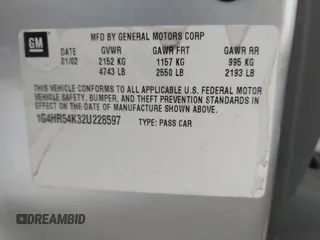 GM
MFD BY GENERAL MOTORS CORP
DATE GVWR GAWR FRT GAWR RR
01/02 2152 KG 1157 KG 995 KG
4743 LB 2550 LB 2193 LB
THIS VEHICLE CONFORMS TO ALL APPLICABLE U.S. FEDERAL MOTOR
VEHICLE SAFETY, BUMPER, AND THEFT PREVENTION STANDARDS IN
EFFECT ON THE DATE OF MANUFACTURE SHOWN ABOVE.
1G4HR54K32U228597 TYPE: PASS CAR
DREAMBID